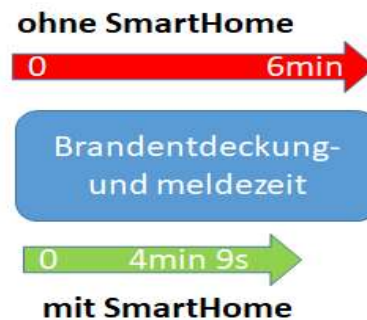 ohne SmartHome
0 6min
Brandentdeckung-
und meldezeit
0 4min 9s
mit SmartHome